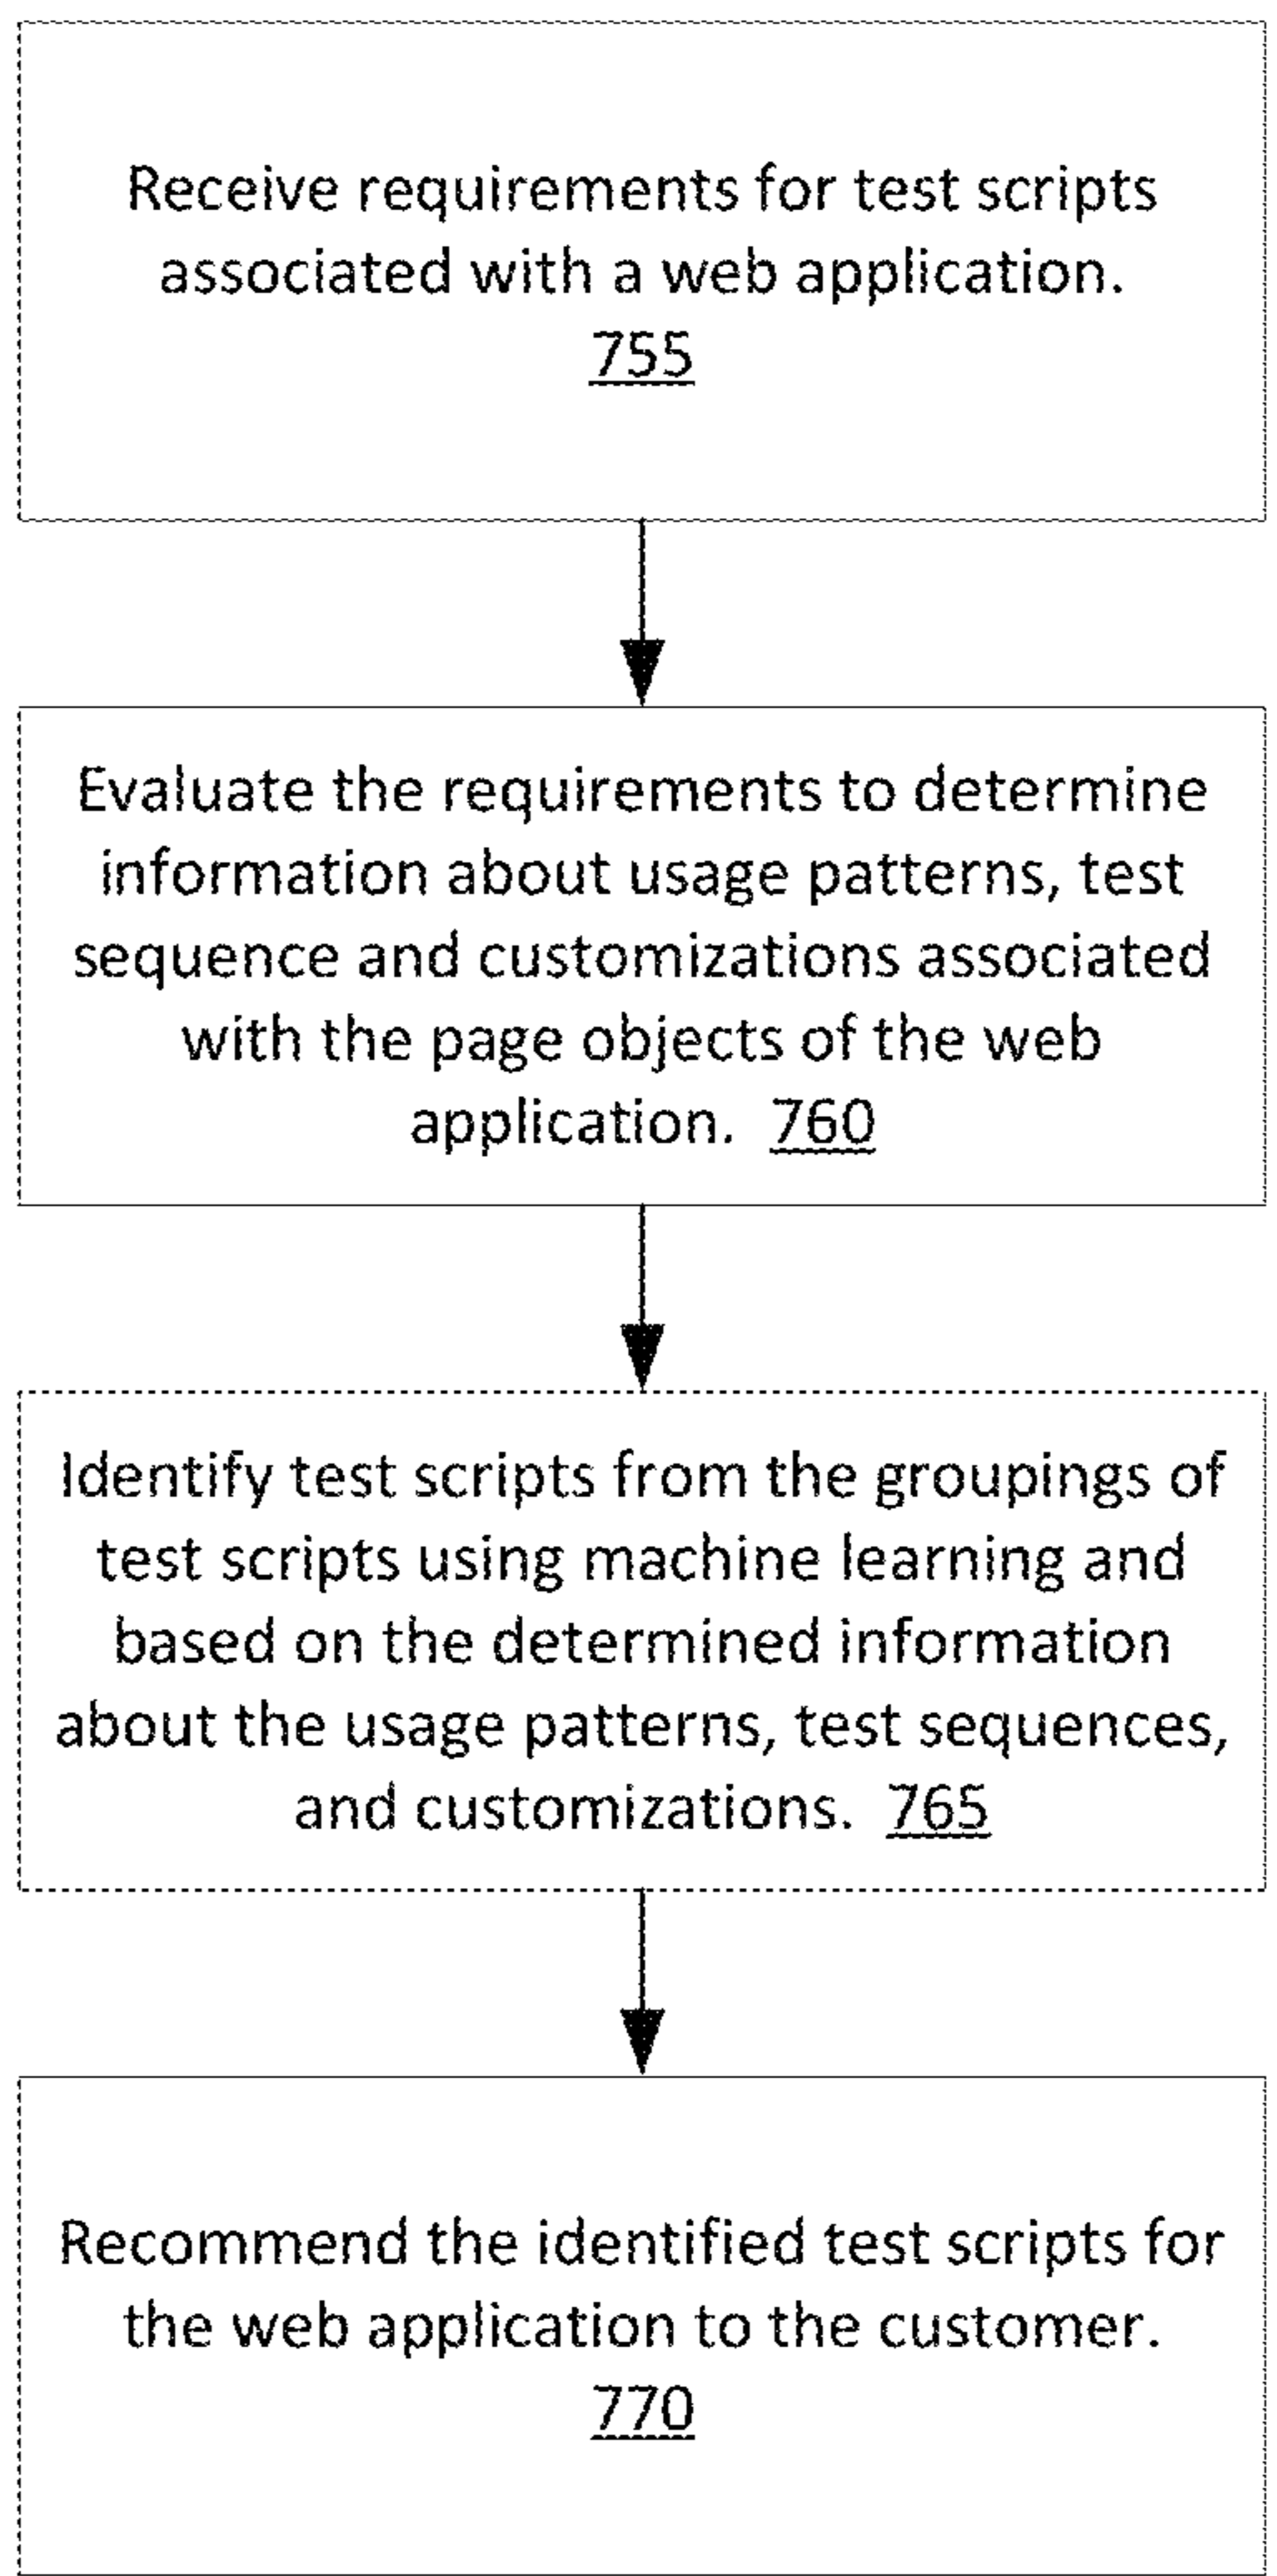 Receive requirements for test scripts
associated with a web application.
755
Evaluate the requirements to determine
information about usage patterns, test
sequence and customizations associated
with the page objects of the web
application. 760
Identify test scripts from the groupings of
test scripts using machine learning and
based on the determined information
about the usage patterns, test sequences,
and customizations. 765
Recommend the identified test scripts for
the web application to the customer.
770